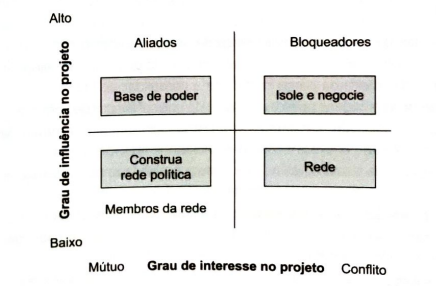 Alto
Aliados
Bloqueadores
Grau de influência no projeto
Base de poder
Isole e negocie
Construa
rede política
Rede
Membros da rede
Baixo
Mútuo
Grau de interesse no projeto
Conflito